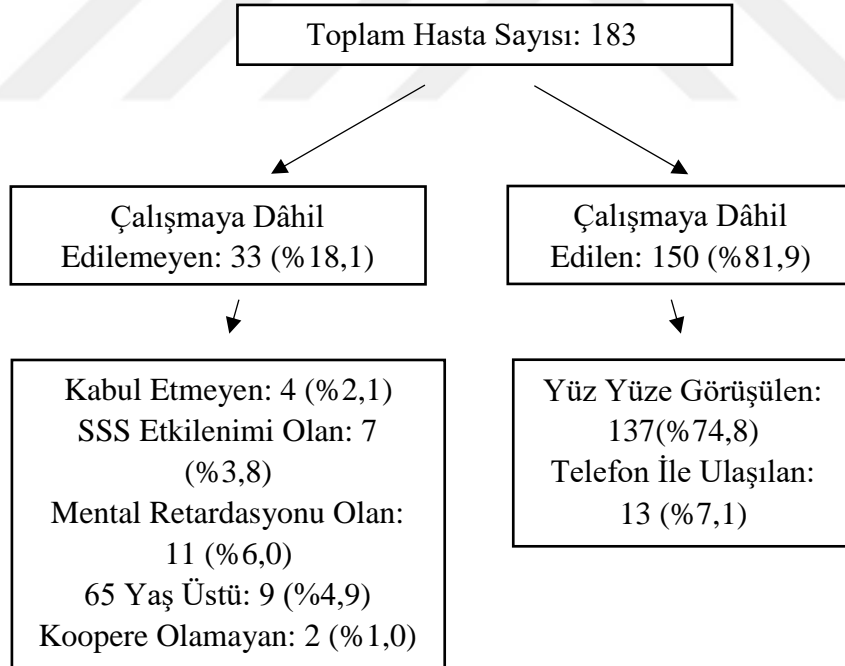 Toplam Hasta Sayısı: 183
Çalışmaya Dâhil
Edilemeyen: 33 (%18,1)
Çalışmaya Dâhil
Edilen: 150 (%81,9)
Kabul Etmeyen: 4 (%2,1)
SSS Etkilenimi Olan: 7
(%3,8)
Mental Retardasyonu Olan:
11 (%6,0)
65 Yaş Üstü: 9 (%4,9)
Koopere Olamayan: 2 (%1,0)
Yüz Yüze Görüşülen:
137(%74,8)
Telefon İle Ulaşılan:
13 (%7,1)